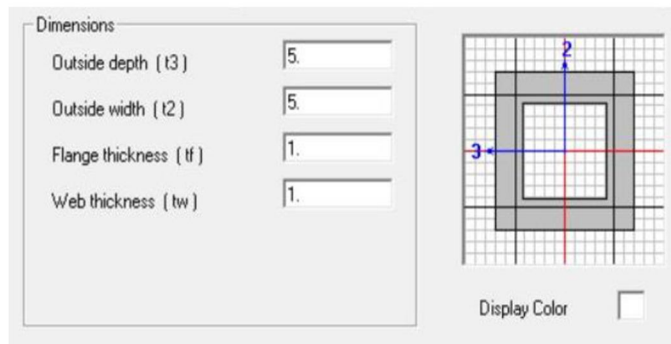 Dimensions
Outside depth ( t3 ) 5.
Outside width ( t2 ) 5.
Flange thickness ( tf ) 1.
Web thickness ( tw ) 1.
2
3
Display Color